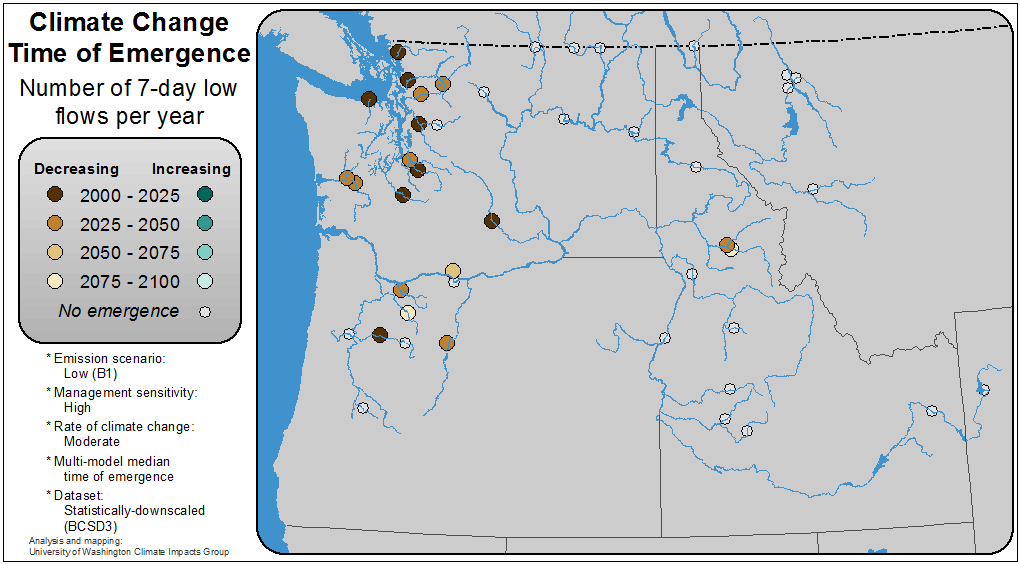 Climate Change
Time of Emergence
Number of 7-day low
flows per year
Decreasing Increasing
2000 - 2025
2025 - 2050
2050 - 2075
2075 - 2100
No emergence
* Emission scenario:
Low (B1)
* Management sensitivity:
High
* Rate of climate change:
Moderate
* Multi-model median
time of emergence
* Dataset:
Statistically-downscaled
(BCSD3)
Analysis and mapping:
University of Washington Climate Impacts Group